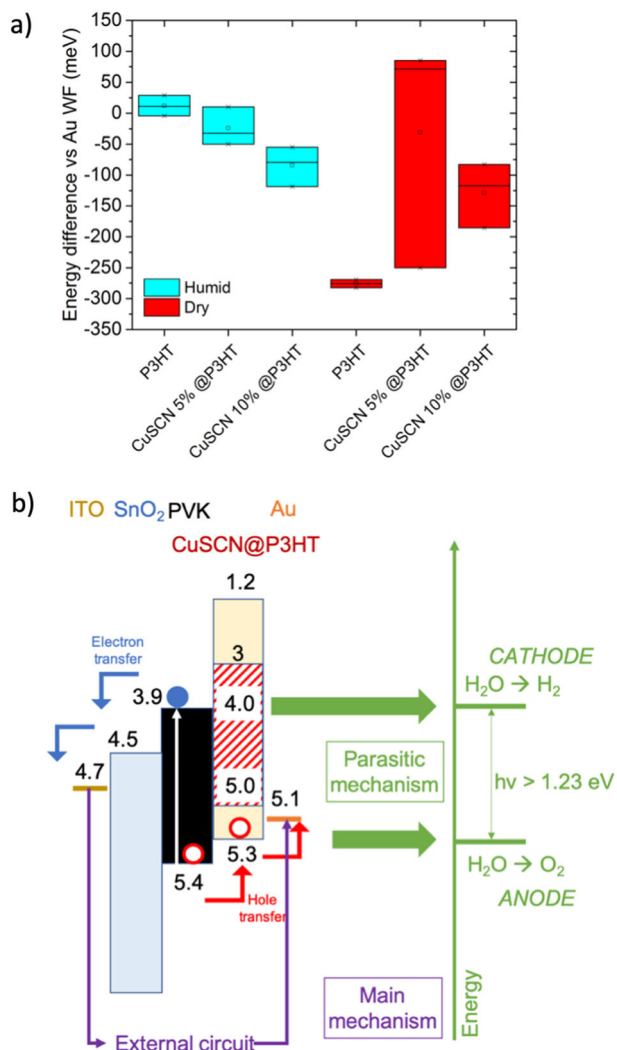 a)
Energy difference vs Au WF (meV)
150
100
50
0
-50
-100
-150
-200
-250
-300
-350
Humid
Dry
P3HT
CuSCN 5% @P3HT
CuSCN 10% @P3HT
P3HT
CuSCN 5% @P3HT
CuSCN 10% @P3HT
b)
ITO SnO₂ PVK Au
CuSCN@P3HT
1.2
Electron
transfer
3
3.9
4.0
4.5
4.7
5.0
5.1
5.3
5.4
Hole
transfer
External circuit
CATHODE
H₂O → H₂
Parasitic
mechanism
hν > 1.23 eV
H₂O → O₂
ANODE
Main
mechanism
Energy